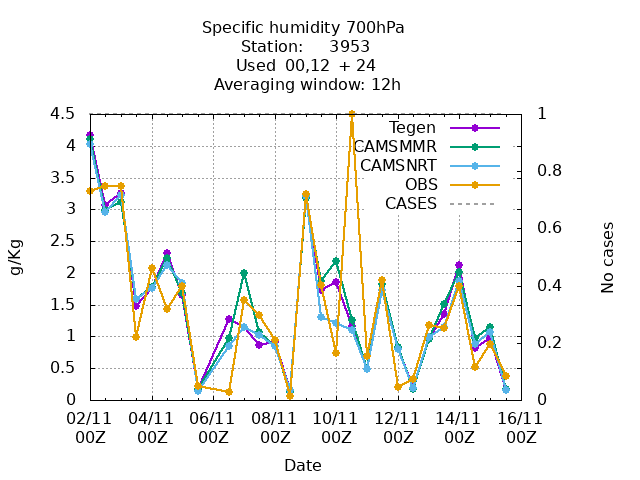 Specific humidity 700hPa
Station: 3953
Used 00,12 + 24
Averaging window: 12h
4.5
4
3.5
3
2.5
2
1.5
1
0.5
0
g/Kg
1
0.8
0.6
0.4
0.2
0
No cases
Tegen
CAMSMMR
CAMSNRT
OBS
CASES
02/11 04/11 06/11 08/11 10/11 12/11 14/11 16/11
00Z 00Z 00Z 00Z 00Z 00Z 00Z 00Z
Date